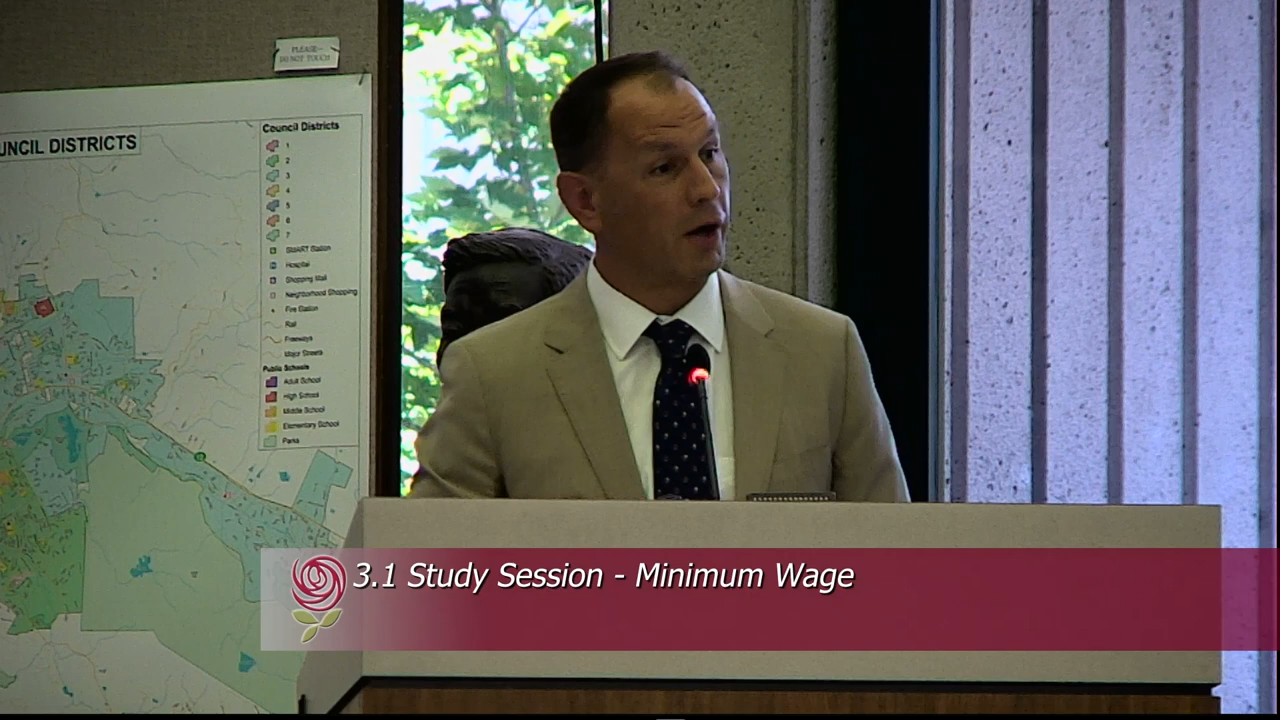 PLEASE
DO NOT TOUCH
UNCIL DISTRICTS
Council Districts
1
2
3
4
5
6
7
SMART Station
Hospital
Shopping Mall
Neighborhood Shopping
Fire Station
Rail
Freeways
Major Streets
Public Schools
Adult School
High School
Middle School
Elementary School
Parks
3.1 Study Session - Minimum Wage